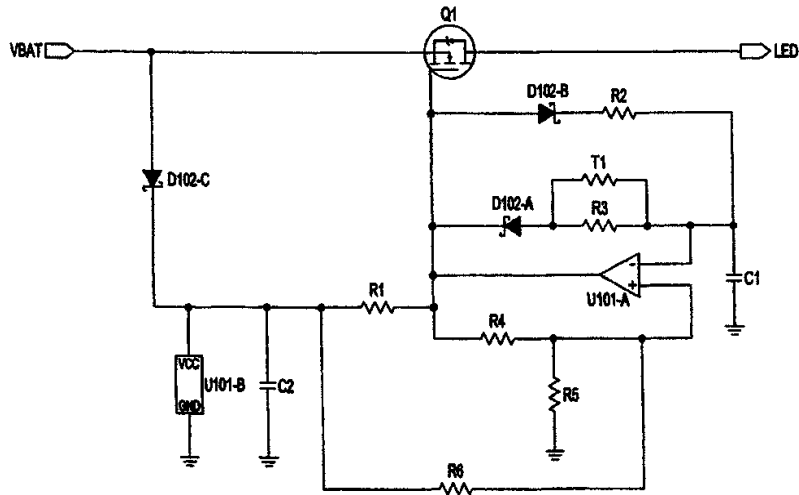 Q1
VBAT
LED
D102-B
R2
T1
D102-C
D102-A
R3
-
+
U101-A
C1
R1
R4
VCC
U101-B
GND
C2
R5
R6